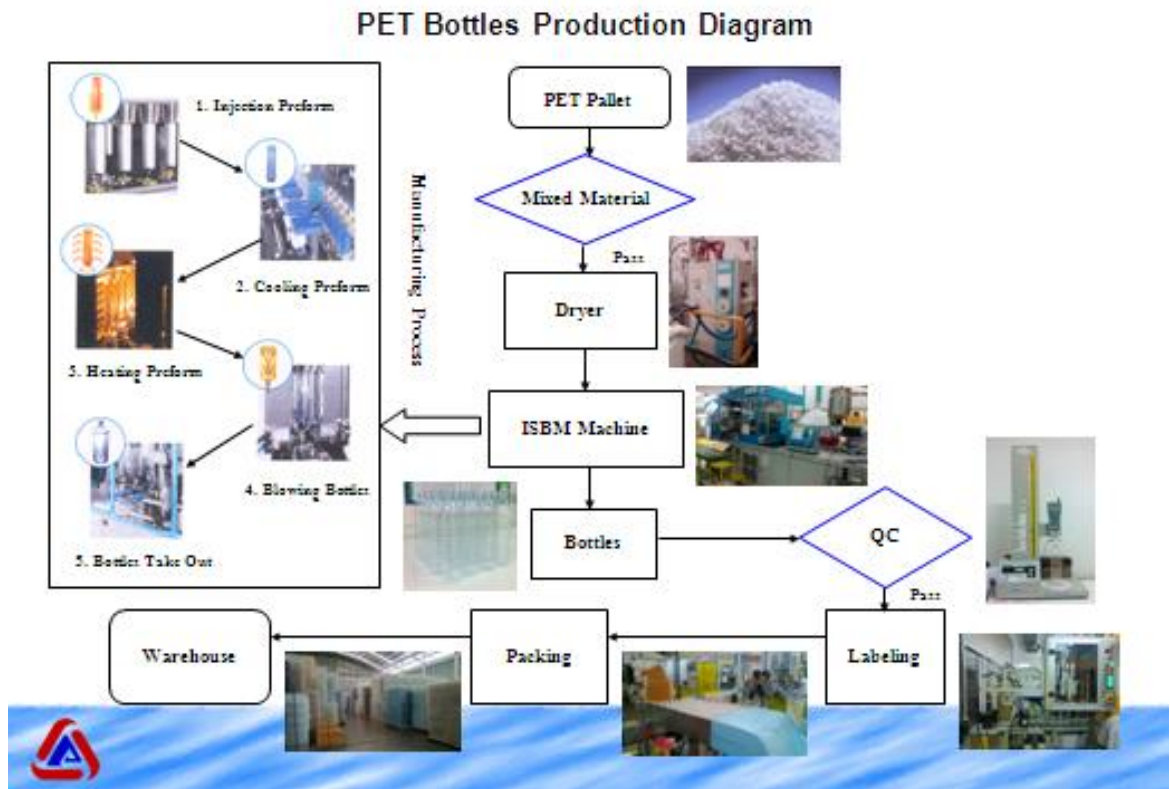 PET Bottles Production Diagram
1. Injection Preform
2. Cooling Preform
3. Heating Preform
4. Blowing Bottles
5. Bottles Take Out
Manufacturing Process
PET Pallet
Mixed Material
Pass
Dryer
ISBM Machine
Bottles
QC
Pass
Labeling
Packing
Warehouse